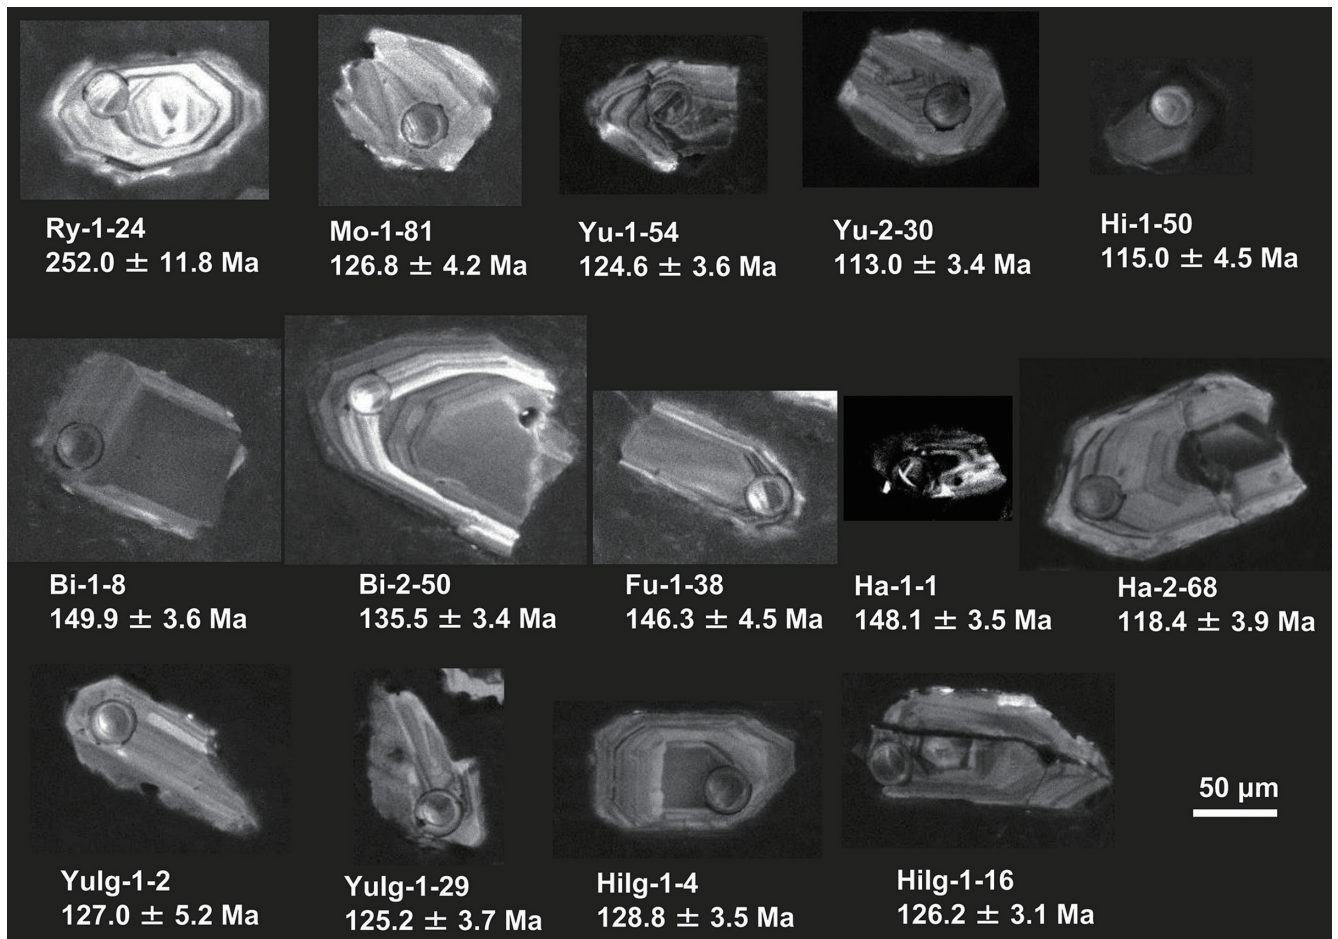 Ry-1-24
252.0 ± 11.8 Ma
Mo-1-81
126.8 ± 4.2 Ma
Yu-1-54
124.6 ± 3.6 Ma
Yu-2-30
113.0 ± 3.4 Ma
Hi-1-50
115.0 ± 4.5 Ma
Bi-1-8
149.9 ± 3.6 Ma
Bi-2-50
135.5 ± 3.4 Ma
Fu-1-38
146.3 ± 4.5 Ma
Ha-1-1
148.1 ± 3.5 Ma
Ha-2-68
118.4 ± 3.9 Ma
YuIg-1-2
127.0 ± 5.2 Ma
YuIg-1-29
125.2 ± 3.7 Ma
HiIg-1-4
128.8 ± 3.5 Ma
HiIg-1-16
126.2 ± 3.1 Ma
50 μm